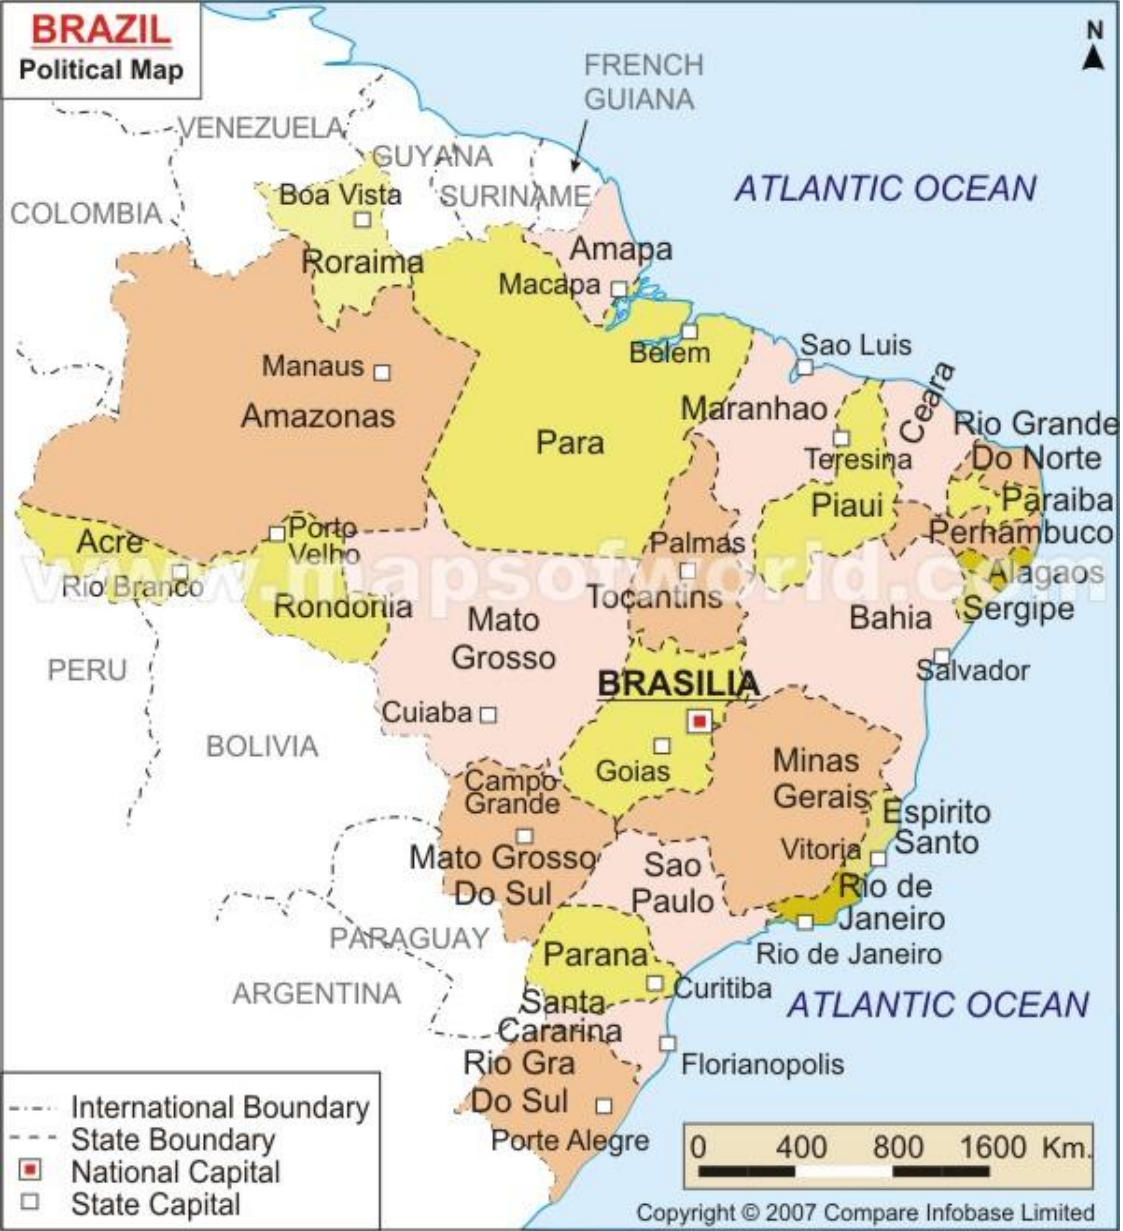 BRAZIL
Political Map
N
FRENCH
GUIANA
VENEZUELA
GUYANA
SURINAME
COLOMBIA
ATLANTIC OCEAN
Boa Vista
Roraima
Amapa
Macapa
Belem
Sao Luis
Manaus
Amazonas
Para
Maranhao
Ceara
Teresina
Piaui
Rio Grande
Do Norte
Paraiba
Pernambuco
Alagaos
Sergipe
Acre
Porto
Velho
Rio Branco
Rondonia
www.mapsofworld.com
Palmas
Tocantins
Mato
Grosso
Bahia
Salvador
PERU
BOLIVIA
BRASILIA
Cuiaba
Goias
Minas
Gerais
Campo
Grande
Mato Grosso
Do Sul
Espirito
Santo
Vitoria
Sao
Paulo
Rio de
Janeiro
Rio de Janeiro
PARAGUAY
ARGENTINA
Parana
Curitiba
ATLANTIC OCEAN
Santa
Cararina
Florianopolis
Rio Gra
Do Sul
Porte Alegre
International Boundary
State Boundary
National Capital
State Capital
0 400 800 1600 Km.
Copyright © 2007 Compare Infobase Limited